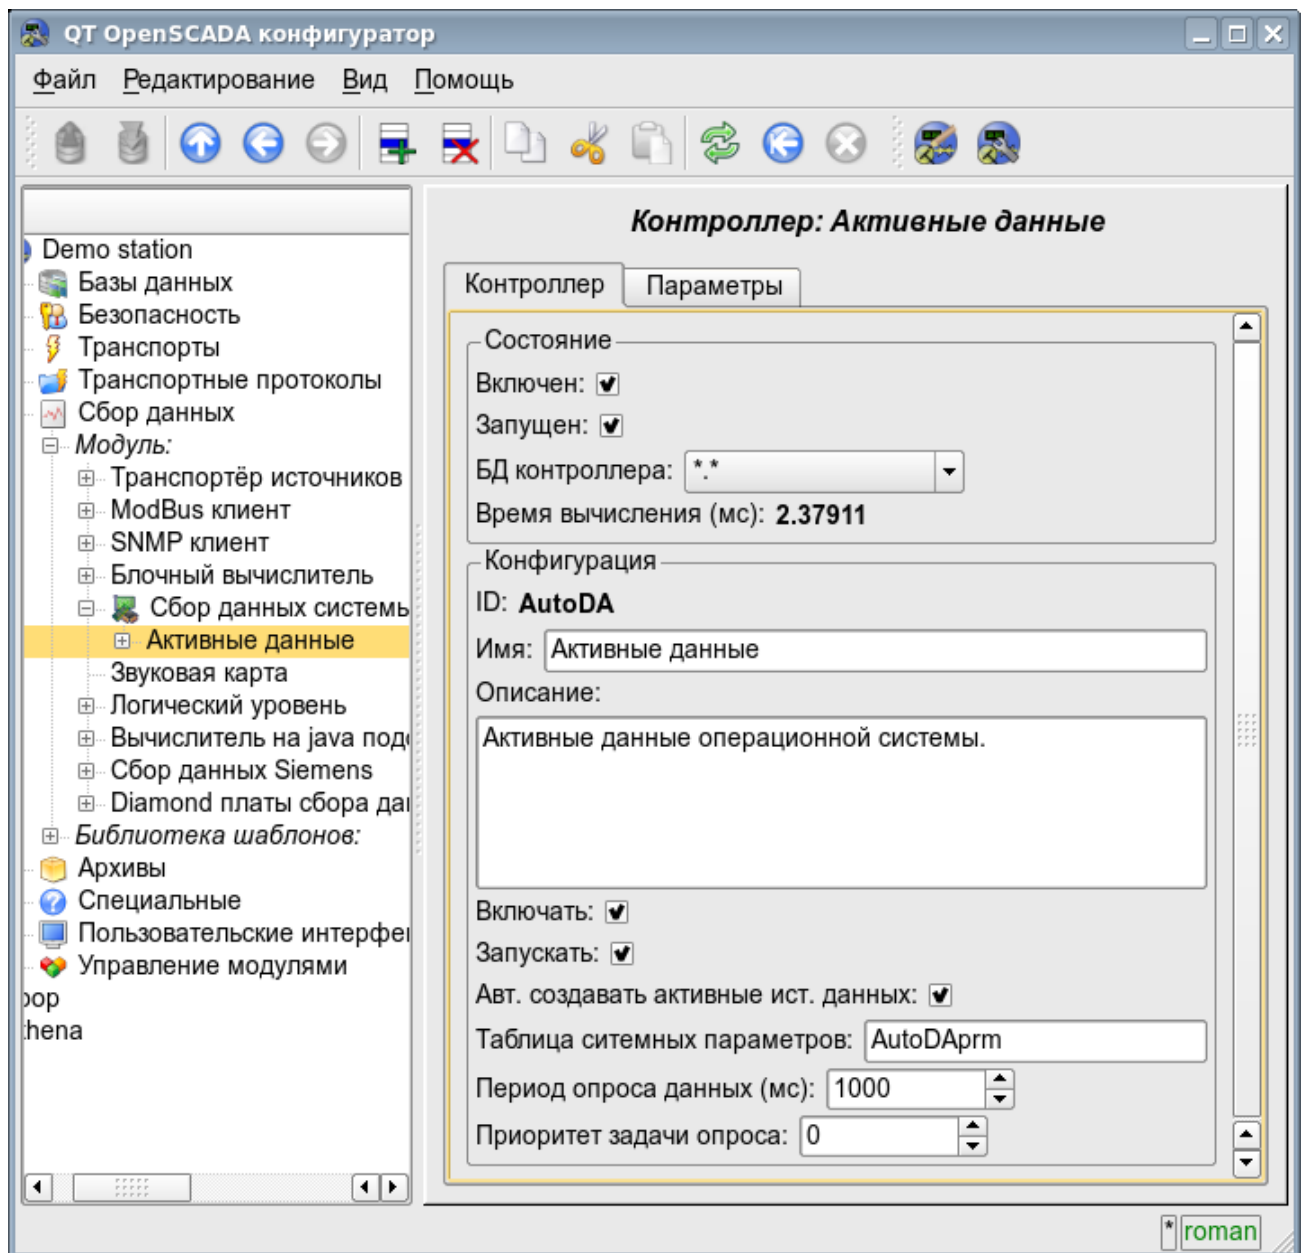 QT OpenSCADA конфигуратор
Файл Редактирование Вид Помощь
Demo station
Базы данных
Безопасность
Транспорты
Транспортные протоколы
Сбор данных
Модуль:
Транспортёр источников
ModBus клиент
SNMP клиент
Блочный вычислитель
Сбор данных системы
Активные данные
Звуковая карта
Логический уровень
Вычислитель на java подо
Сбор данных Siemens
Diamond платы сбора дан
Библиотека шаблонов:
Архивы
Специальные
Пользовательские интерфей
Управление модулями
oop
thena
Контроллер: Активные данные
Контроллер Параметры
Состояние
Включен:
Запущен:
БД контроллера: *.*
Время вычисления (мс): 2.37911
Конфигурация
ID: AutoDA
Имя: Активные данные
Описание:
Активные данные операционной системы.
Включать:
Запускать:
Авт. создавать активные ист. данных:
Таблица ситемных параметров: AutoDAprm
Период опроса данных (мс): 1000
Приоритет задачи опроса: 0
* roman